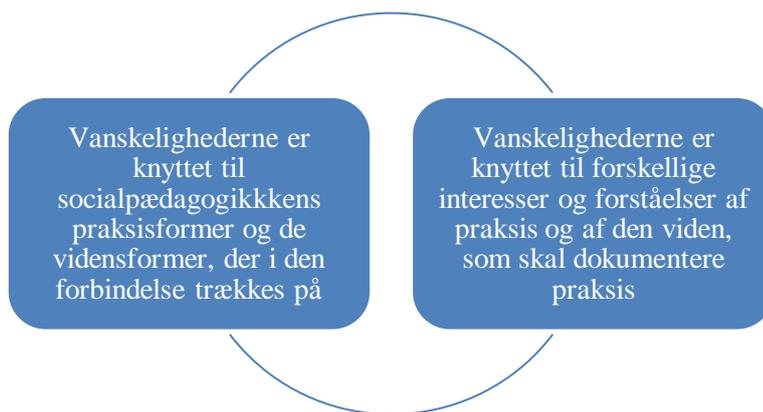 Vanskelighederne er
knyttet til
socialpædagogikkkens
praksisformer og de
vidensformer, der i den
forbindelse trækkes på
Vanskelighederne er
knyttet til forskellige
interesser og forståelser af
praksis og af den viden,
som skal dokumentere
praksis